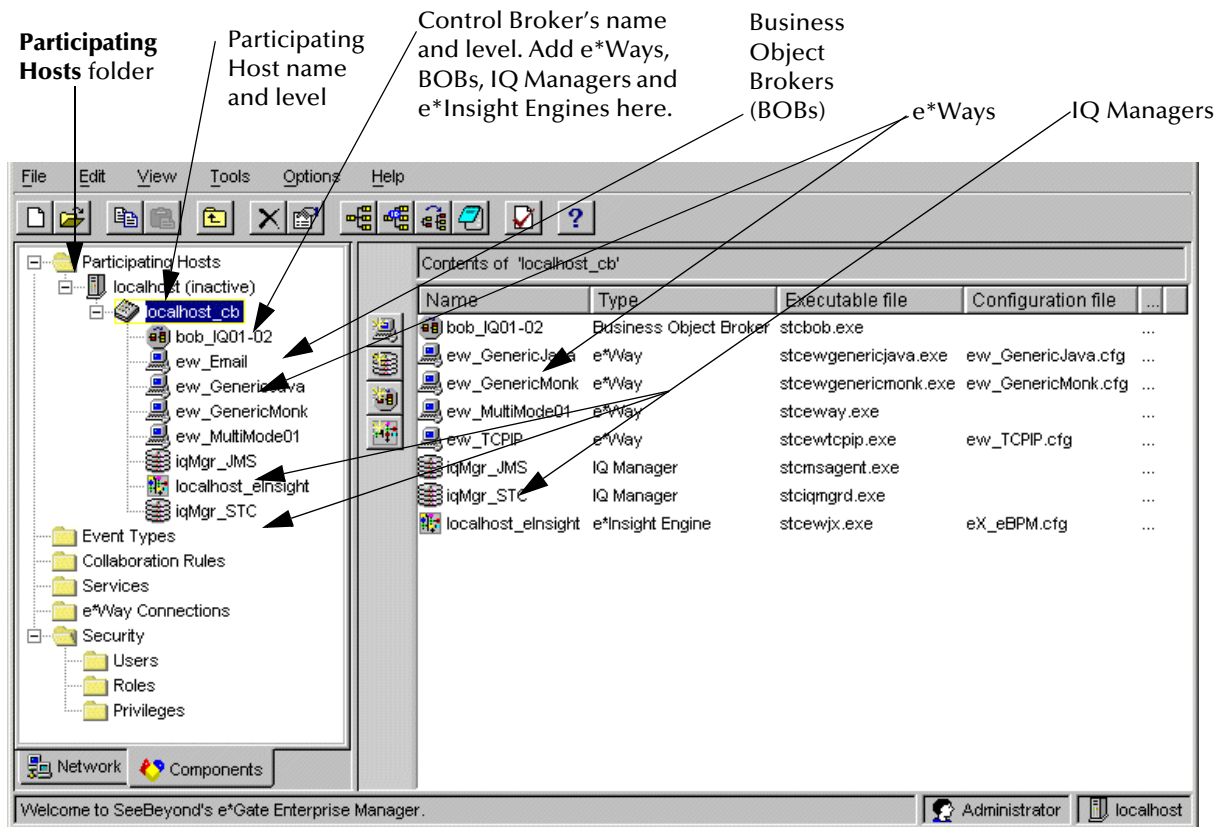 Participating
Hosts folder
Participating
Host name
and level
Control Broker's name
and level. Add e*Ways,
BOBs, IQ Managers and
e*Insight Engines here.
Business
Object
Brokers
(BOBs)
e*Ways
IQ Managers
File Edit View Tools Options Help
Participating Hosts
localhost (inactive)
localhost_cb
bob_IQ01-02
ew_Email
ew_GenericJava
ew_GenericMonk
ew_MultiMode01
iqMgr_JMS
localhost_eInsight
iqMgr_STC
Event Types
Collaboration Rules
Services
e*Way Connections
Security
Users
Roles
Privileges
Network Components
Contents of 'localhost_cb'
Name Type Executable file Configuration file ...
bob_IQ01-02 Business Object Broker stcbob.exe ...
ew_GenericJava e*Way stcewgenericjava.exe ew_GenericJava.cfg ...
ew_GenericMonk e*Way stcewgenericmonk.exe ew_GenericMonk.cfg ...
ew_MultiMode01 e*Way stceway.exe ...
ew_TCPIP e*Way stcewtcpip.exe ew_TCPIP.cfg ...
iqMgr_JMS IQ Manager stcmsagent.exe ...
iqMgr_STC IQ Manager stciqmgrd.exe ...
localhost_eInsight e*Insight Engine stcewjx.exe eX_eBPM.cfg ...
Welcome to SeeBeyond's e*Gate Enterprise Manager. Administrator localhost